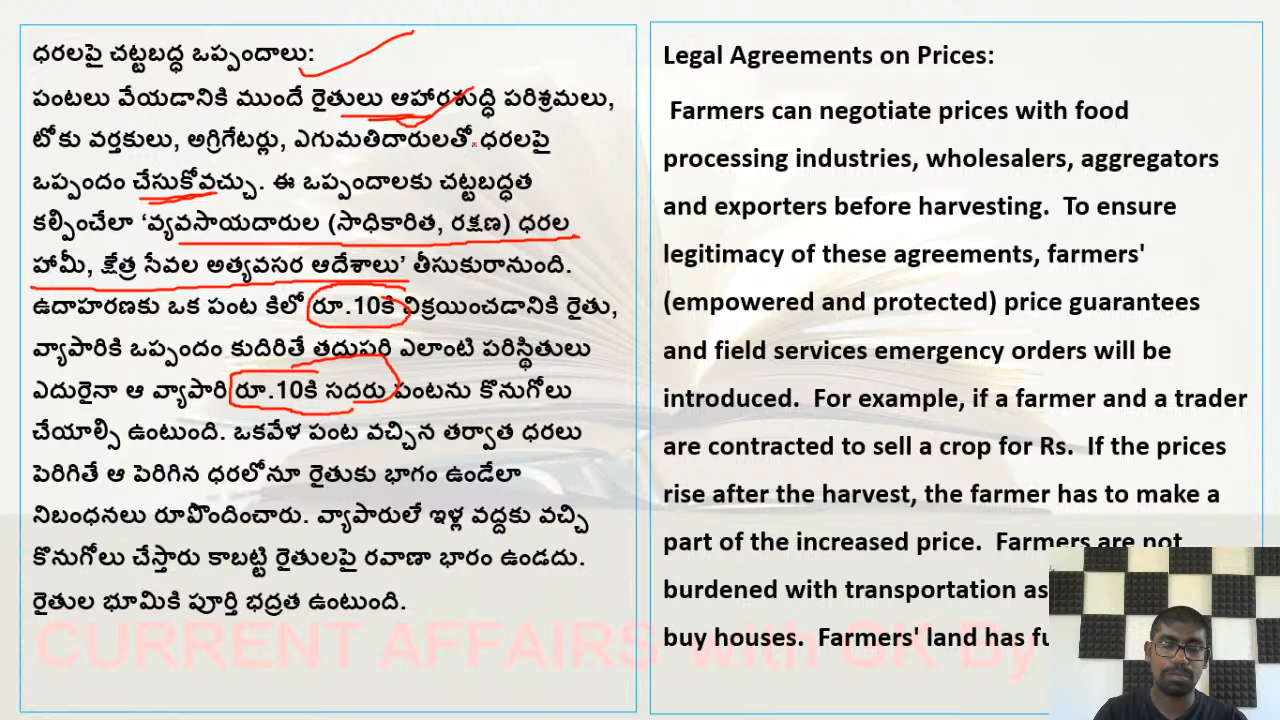 ధరలపై చట్టబద్ధ ఒప్పందాలు:
పంటలు వేయడానికి ముందే రైతులు ఆహారశుద్ధి పరిశ్రమలు,
టోకు వర్తకులు, అగ్రిగేటర్లు, ఎగుమతిదారులతో ధరలపై
ఒప్పందం చేసుకోవచ్చు. ఈ ఒప్పందాలకు చట్టబద్ధత
కల్పించేలా ‘వ్యవసాయదారుల (సాధికారిత, రక్షణ) ధరల
హామీ, క్షేత్ర సేవల అత్యవసర ఆదేశాలు’ తీసుకురానుంది.
ఉదాహరణకు ఒక పంట కిలో రూ.10కి విక్రయించడానికి రైతు,
వ్యాపారికి ఒప్పందం కుదిరితే తదుపరి ఎలాంటి పరిస్థితులు
ఎదురైనా ఆ వ్యాపారి రూ.10కి సదరు పంటను కొనుగోలు
చేయాల్సి ఉంటుంది. ఒకవేళ పంట వచ్చిన తర్వాత ధరలు
పెరిగితే ఆ పెరిగిన ధరలోనూ రైతుకు భాగం ఉండేలా
నిబంధనలు రూపొందించారు. వ్యాపారులే ఇళ్ల వద్దకు వచ్చి
కొనుగోలు చేస్తారు కాబట్టి రైతులపై రవాణా భారం ఉండదు.
రైతుల భూమికి పూర్తి భద్రత ఉంటుంది.
Legal Agreements on Prices:
Farmers can negotiate prices with food
processing industries, wholesalers, aggregators
and exporters before harvesting. To ensure
legitimacy of these agreements, farmers'
(empowered and protected) price guarantees
and field services emergency orders will be
introduced. For example, if a farmer and a trader
are contracted to sell a crop for Rs. If the prices
rise after the harvest, the farmer has to make a
part of the increased price. Farmers are not
burdened with transportation as
buy houses. Farmers' land has
CURRENT AFFAIRS with GK By